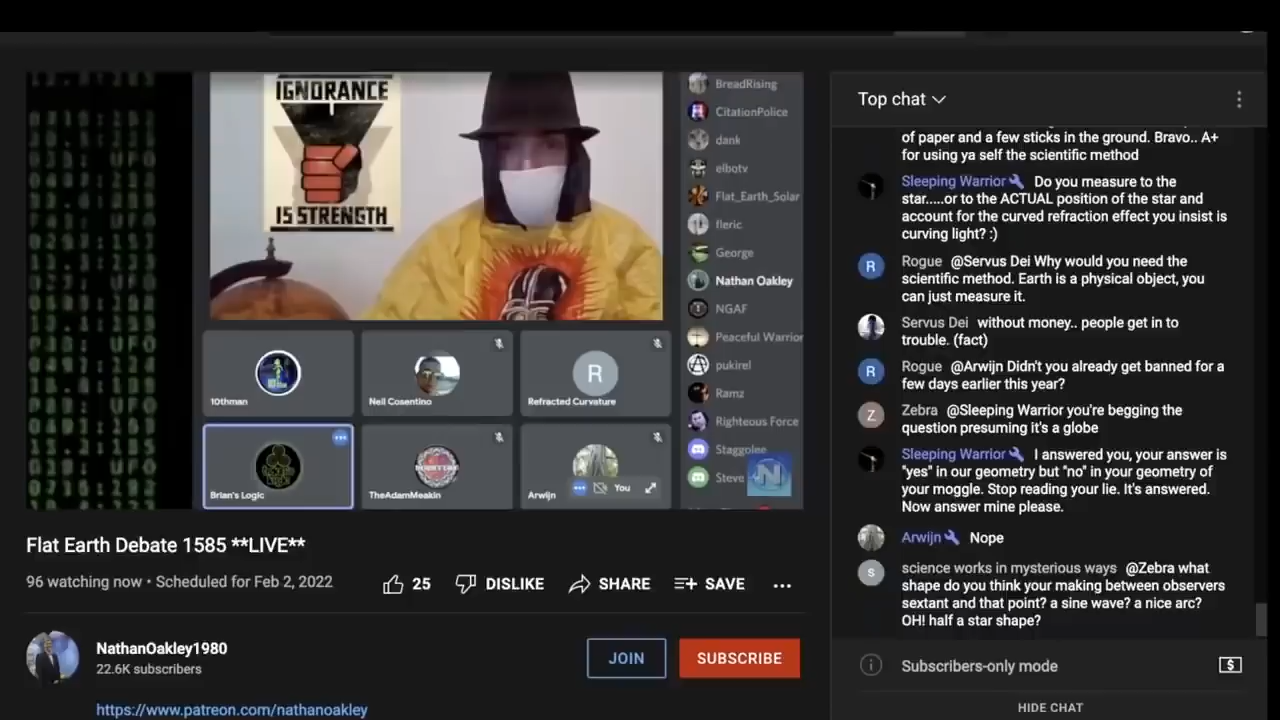 IGNORANCE
IS STRENGTH
BreadRising
CitationPolice
dank
elbotv
Flat_Earth_Solar
fleric
George
Nathan Oakley
NGAF
Peaceful Warrior
pukirel
Ramz
Righteous Force
Staggolee
Steve
N
10thman
Neil Cosentino
R
Refracted Curvature
Brian's Logic
TheAdamMeakin
Arwijn
You
Flat Earth Debate 1585 **LIVE**
96 watching now • Scheduled for Feb 2, 2022
25
DISLIKE
SHARE
SAVE
NathanOakley1980
22.6K subscribers
JOIN
SUBSCRIBE
https://www.patreon.com/nathanoakley
Top chat
of paper and a few sticks in the ground. Bravo.. A+
for using ya self the scientific method
Sleeping Warrior Do you measure to the
star.....or to the ACTUAL position of the star and
account for the curved refraction effect you insist is
curving light? :)
R
Rogue @Servus Dei Why would you need the
scientific method. Earth is a physical object, you
can just measure it.
Servus Dei without money.. people get in to
trouble. (fact)
R
Rogue @Arwijn Didn't you already get banned for a
few days earlier this year?
Z
Zebra @Sleeping Warrior you're begging the
question presuming it's a globe
Sleeping Warrior I answered you, your answer is
"yes" in our geometry but "no" in your geometry of
your moggle. Stop reading your lie. It's answered.
Now answer mine please.
Arwijn Nope
S
science works in mysterious ways @Zebra what
shape do you think your making between observers
sextant and that point? a sine wave? a nice arc?
OH! half a star shape?
Subscribers-only mode
HIDE CHAT